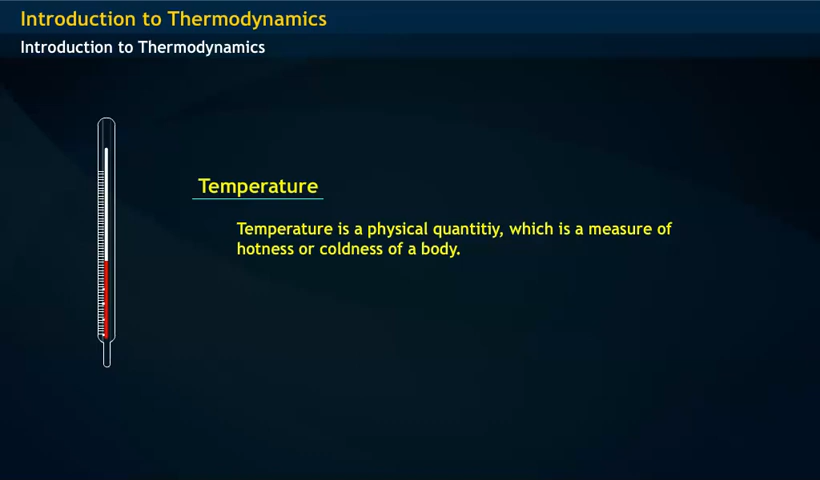 Introduction to Thermodynamics
Introduction to Thermodynamics
Temperature
Temperature is a physical quantitiy, which is a measure of
hotness or coldness of a body.